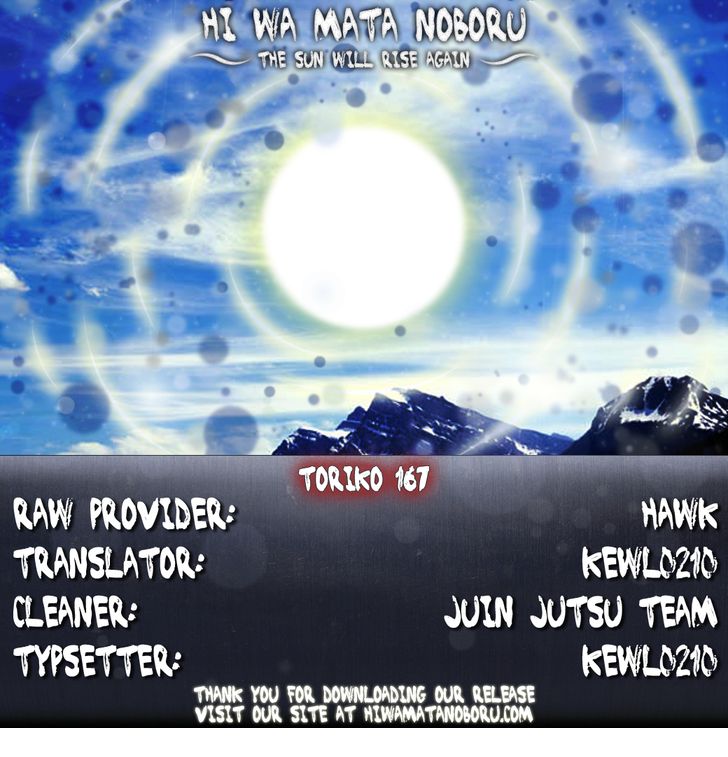 HI WA MATA NOBORU
THE SUN WILL RISE AGAIN
TORIKO 167
RAW PROVIDER: HAWK
TRANSLATOR: KEWL0210
CLEANER: JUIN JUTSU TEAM
TYPSETTER: KEWL0210
THANK YOU FOR DOWNLOADING OUR RELEASE
VISIT OUR SITE AT HIWAMATANOBORU.COM